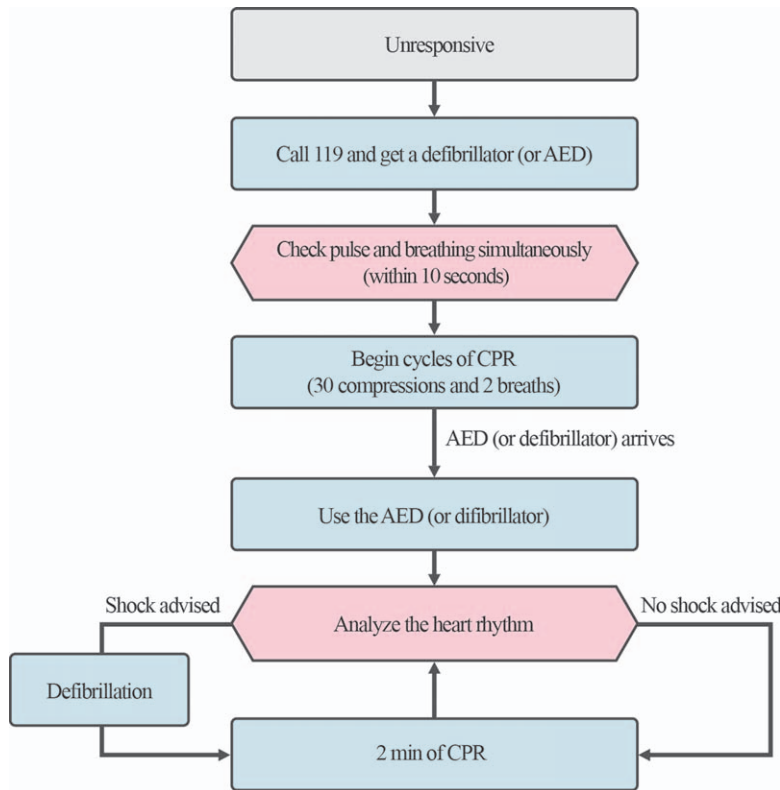 Unresponsive
Call 119 and get a defibrillator (or AED)
Check pulse and breathing simultaneously
(within 10 seconds)
Begin cycles of CPR
(30 compressions and 2 breaths)
AED (or defibrillator) arrives
Use the AED (or difibrillator)
Shock advised
No shock advised
Analyze the heart rhythm
Defibrillation
2 min of CPR